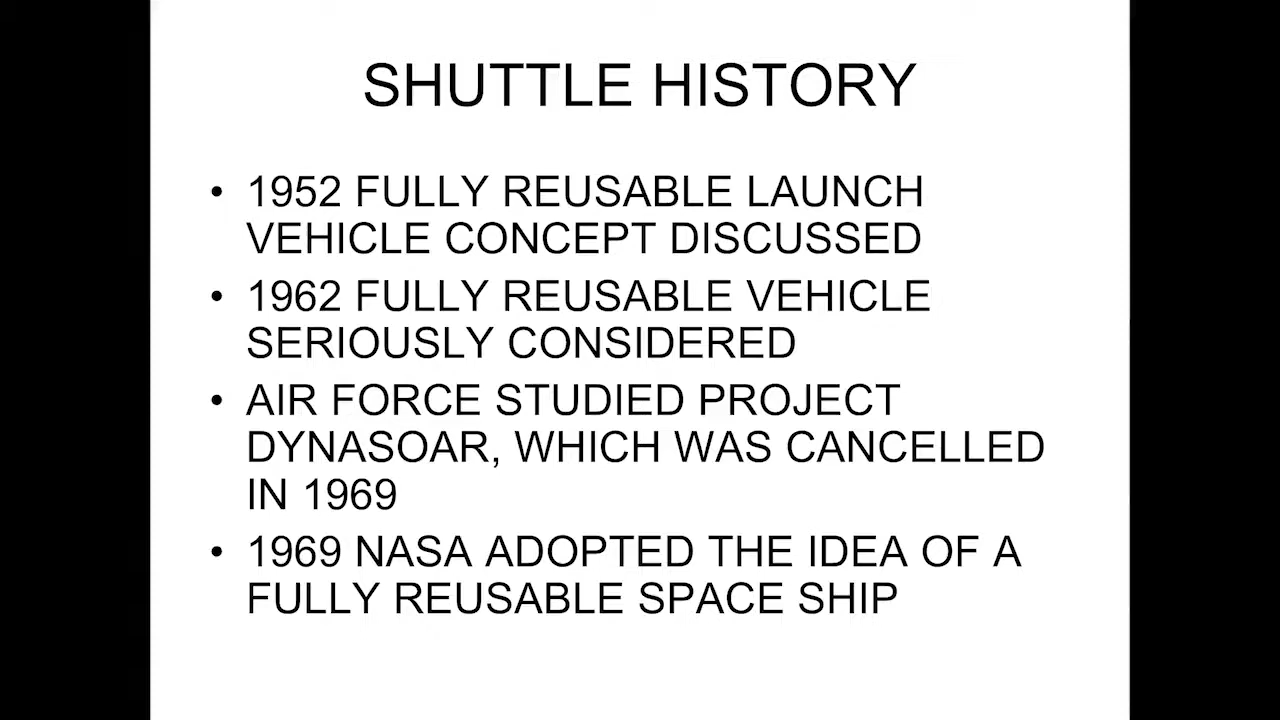 SHUTTLE HISTORY
• 1952 FULLY REUSABLE LAUNCH
VEHICLE CONCEPT DISCUSSED
• 1962 FULLY REUSABLE VEHICLE
SERIOUSLY CONSIDERED
• AIR FORCE STUDIED PROJECT
DYNASOAR, WHICH WAS CANCELLED
IN 1969
• 1969 NASA ADOPTED THE IDEA OF A
FULLY REUSABLE SPACE SHIP